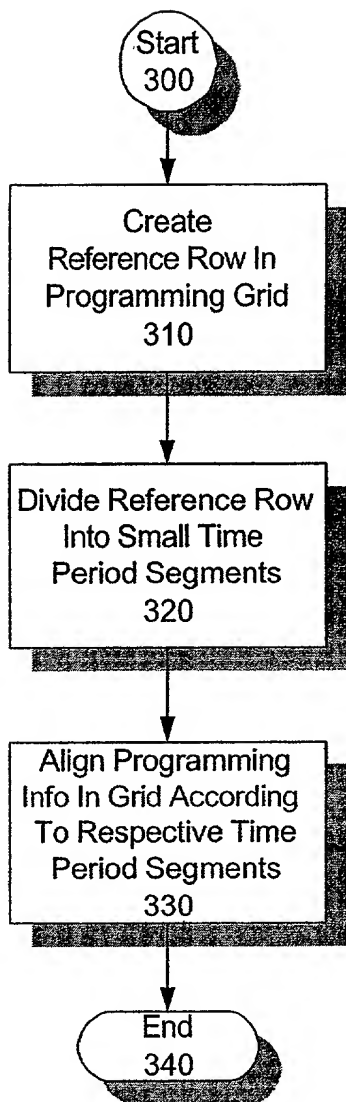 Start
300
Create
Reference Row In
Programming Grid
310
Divide Reference Row
Into Small Time
Period Segments
320
Align Programming
Info In Grid According
To Respective Time
Period Segments
330
End
340